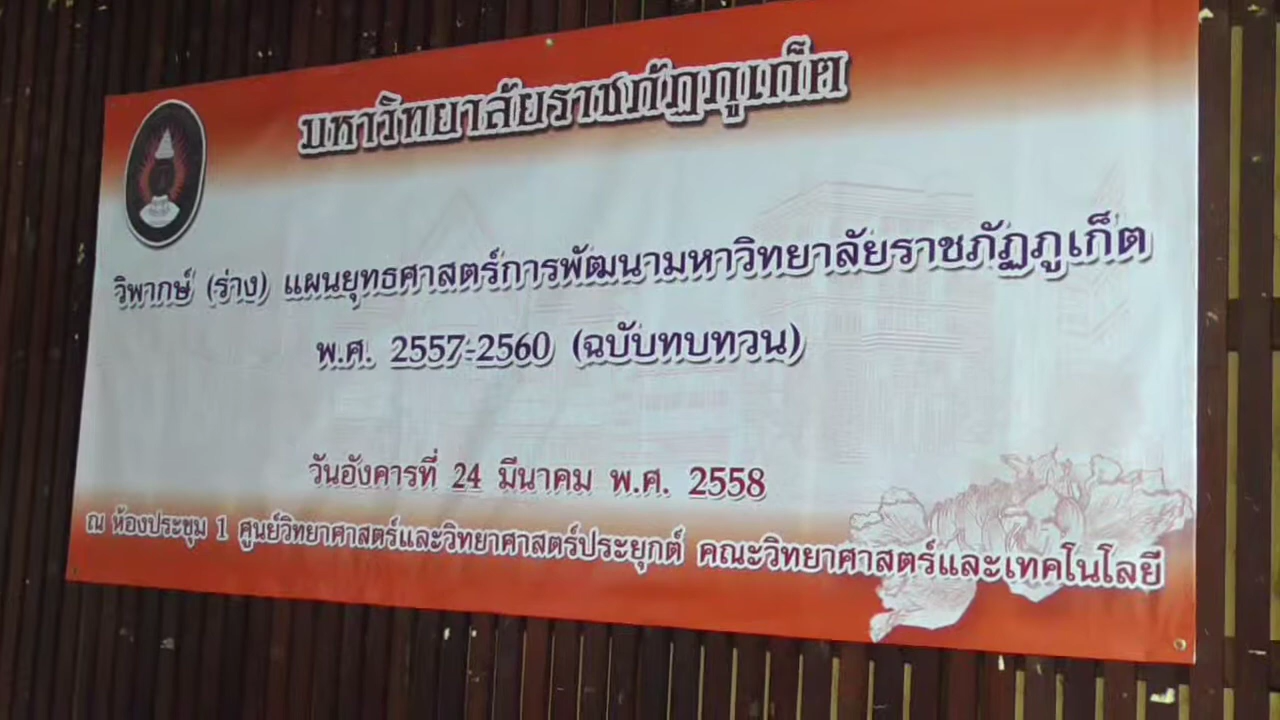 มหาวิทยาลัยราชภัฏภูเก็ต
วิพากษ์ (ร่าง) แผนยุทธศาสตร์การพัฒนามหาวิทยาลัยราชภัฏภูเก็ต
พ.ศ. 2557-2560 (ฉบับทบทวน)
วันอังคารที่ 24 มีนาคม พ.ศ. 2558
ณ ห้องประชุม 1 ศูนย์วิทยาศาสตร์และวิทยาศาสตร์ประยุกต์ คณะวิทยาศาสตร์และเทคโนโลยี